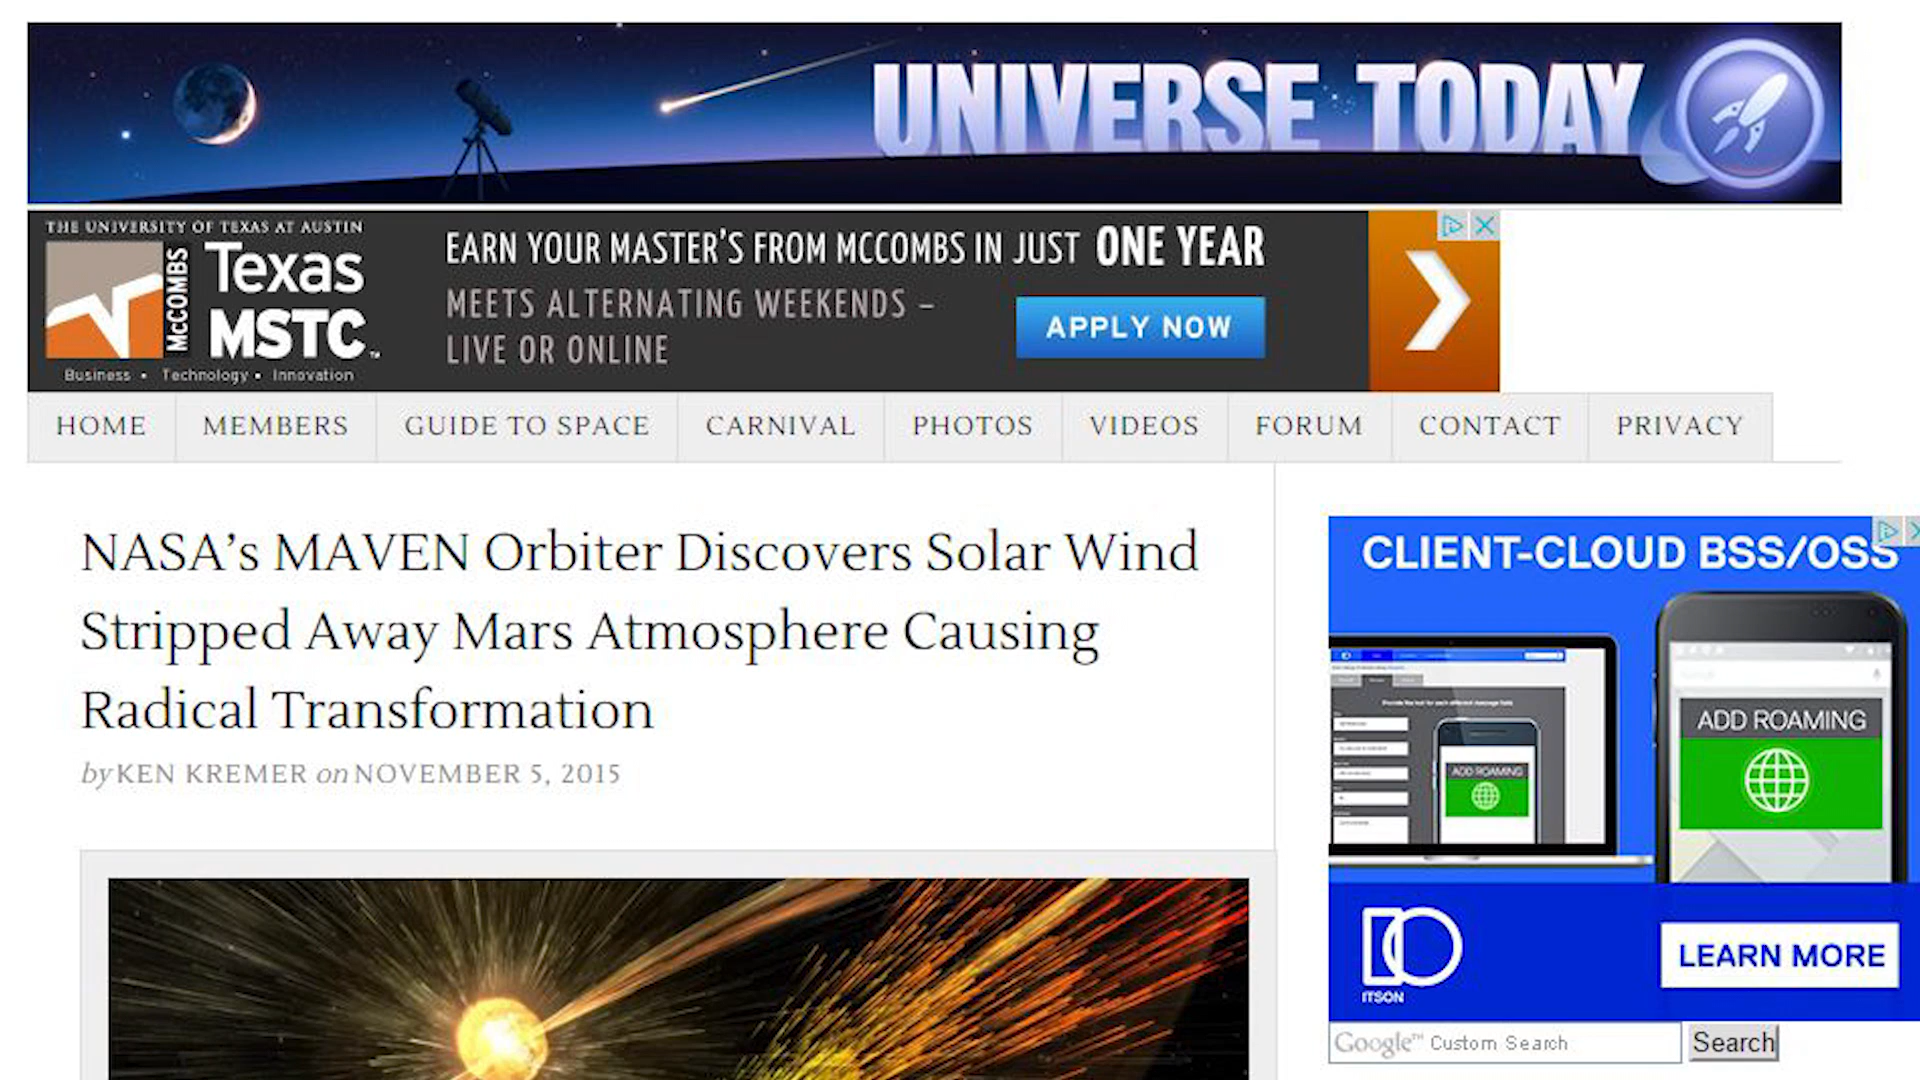 UNIVERSE TODAY
THE UNIVERSITY OF TEXAS AT AUSTIN
McCOMBS
Texas
MSTC™
Business • Technology • Innovation
EARN YOUR MASTER'S FROM MCCOMBS IN JUST ONE YEAR
MEETS ALTERNATING WEEKENDS –
LIVE OR ONLINE
APPLY NOW
HOME MEMBERS GUIDE TO SPACE CARNIVAL PHOTOS VIDEOS FORUM CONTACT PRIVACY
NASA’s MAVEN Orbiter Discovers Solar Wind
Stripped Away Mars Atmosphere Causing
Radical Transformation
by KEN KREMER on NOVEMBER 5, 2015
CLIENT-CLOUD BSS/OSS
ADD ROAMING
ADD ROAMING
ITSON
LEARN MORE
Google™ Custom Search
Search